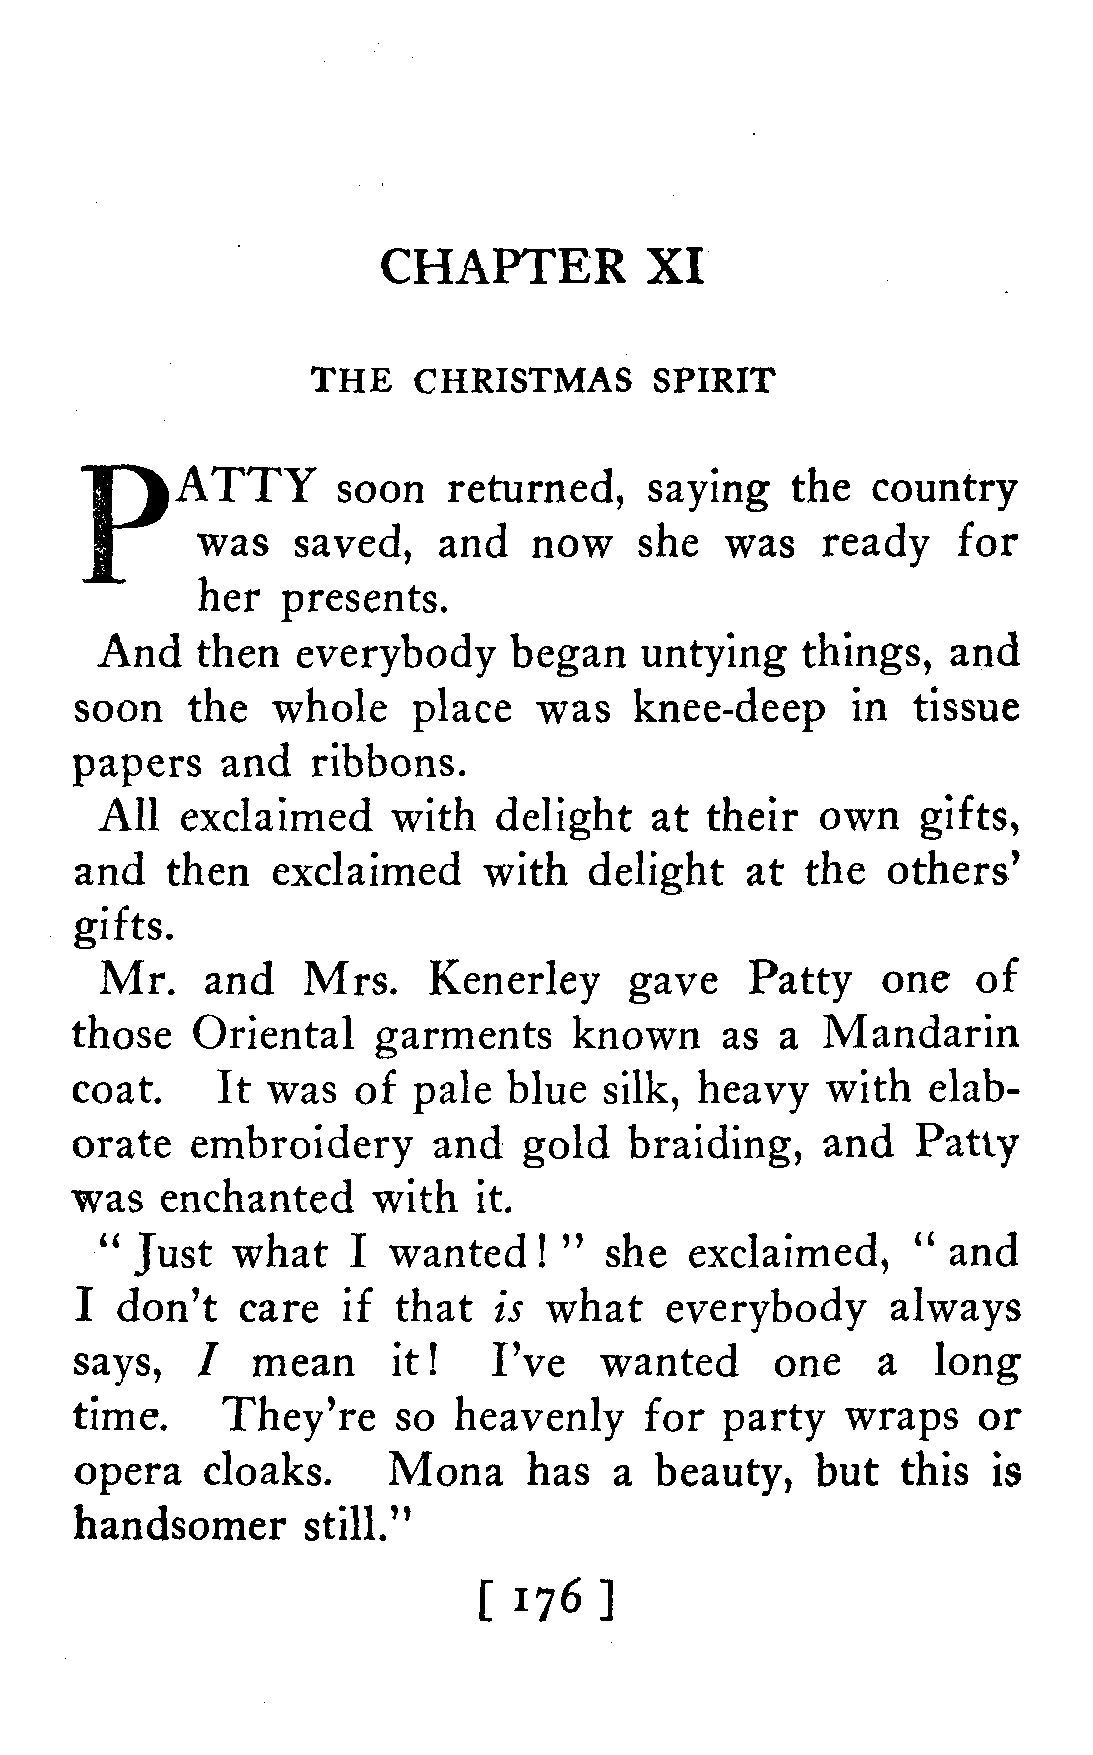 CHAPTER XI
THE CHRISTMAS SPIRIT
PATTY soon returned, saying the country
was saved, and now she was ready for
her presents.
And then everybody began untying things, and
soon the whole place was knee-deep in tissue
papers and ribbons.
All exclaimed with delight at their own gifts,
and then exclaimed with delight at the others'
gifts.
Mr. and Mrs. Kenerley gave Patty one of
those Oriental garments known as a Mandarin
coat. It was of pale blue silk, heavy with elab-
orate embroidery and gold braiding, and Patty
was enchanted with it.
" Just what I wanted! " she exclaimed, " and
I don't care if that is what everybody always
says, I mean it! I've wanted one a long
time. They're so heavenly for party wraps or
opera cloaks. Mona has a beauty, but this is
handsomer still."
[ 176 ]